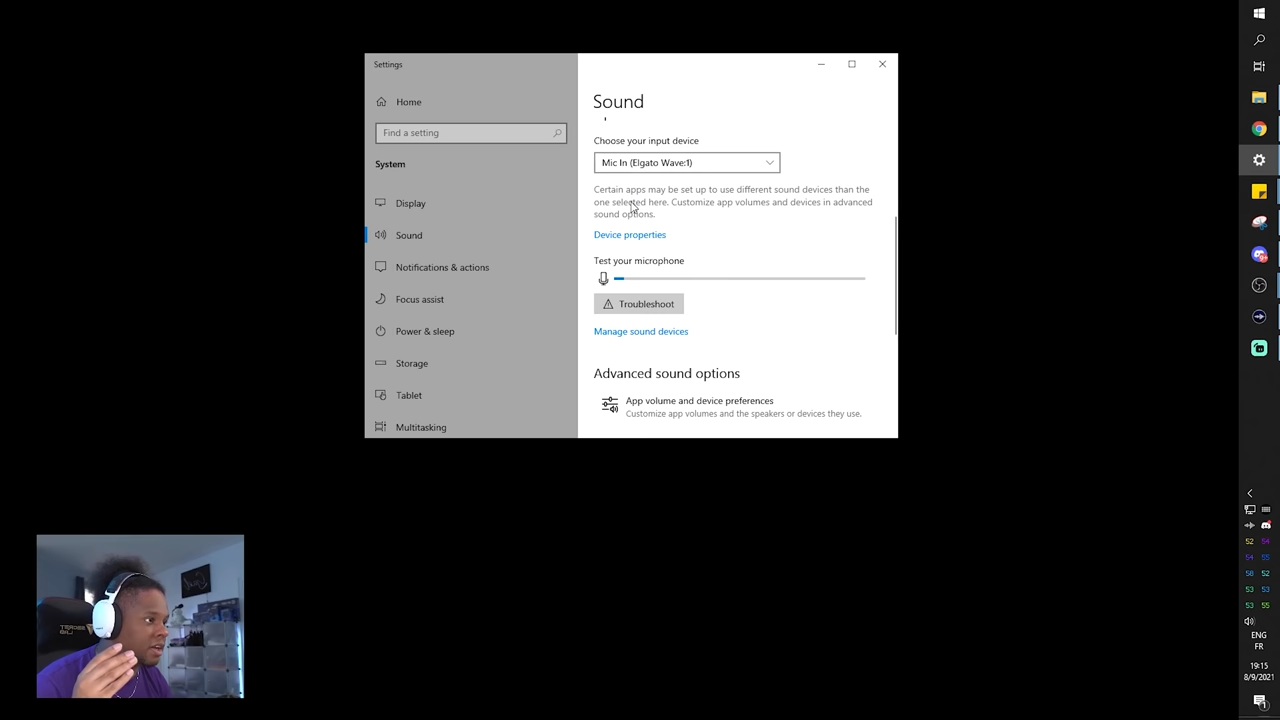 Settings
Home
Find a setting
System
Display
Sound
Notifications & actions
Focus assist
Power & sleep
Storage
Tablet
Multitasking
Sound
Choose your input device
Mic In (Elgato Wave:1)
Certain apps may be set up to use different sound devices than the
one selected here. Customize app volumes and devices in advanced
sound options.
Device properties
Test your microphone
Troubleshoot
Manage sound devices
Advanced sound options
App volume and device preferences
Customize app volumes and the speakers or devices they use.
52 54
54 55
50 52
53 53
53 55
ENG
FR
19:15
8/9/2021